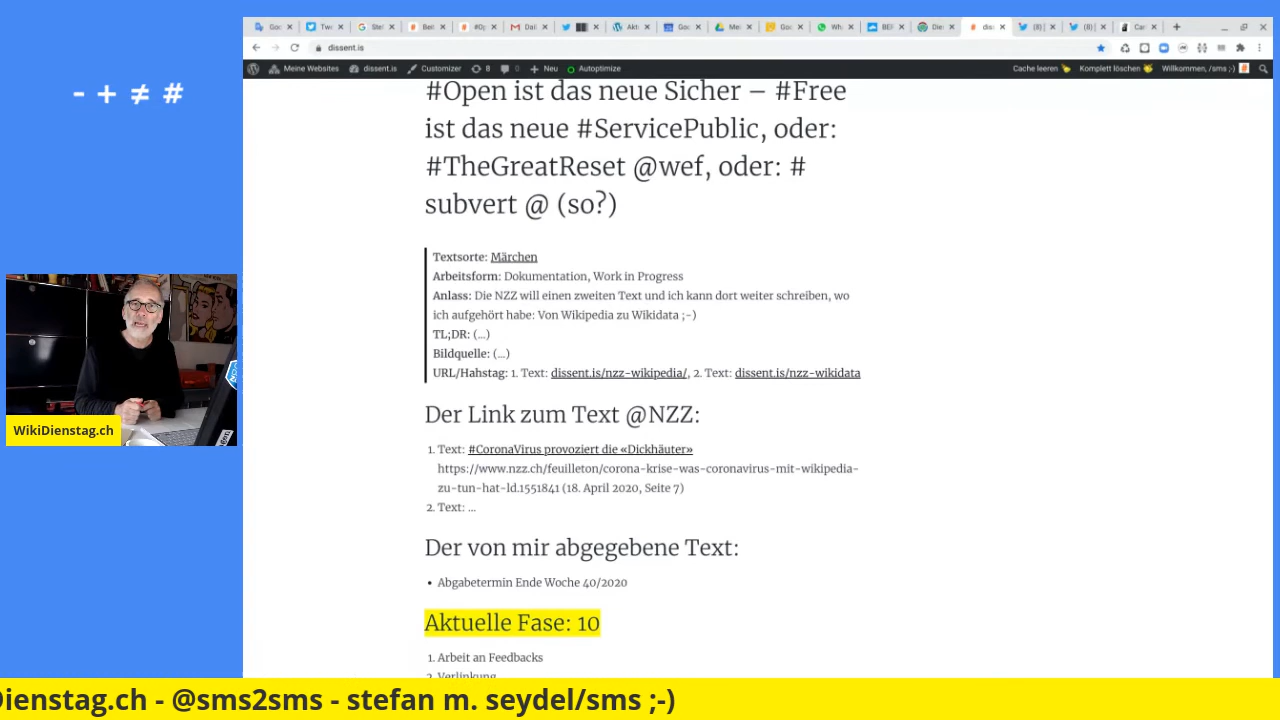 - + ≠ #
WikiDienstag.ch
dissent.is
Meine Websites dissent.is Customizer 8 0 Neu Autoptimize Cache leeren Komplett löschen Willkommen, /sms ;-)
#Open ist das neue Sicher – #Free
ist das neue #ServicePublic, oder:
#TheGreatReset @wef, oder: #
subvert @ (so?)
Textsorte: Märchen
Arbeitsform: Dokumentation, Work in Progress
Anlass: Die NZZ will einen zweiten Text und ich kann dort weiter schreiben, wo
ich aufgehört habe: Von Wikipedia zu Wikidata ;-)
TL;DR: (...)
Bildquelle: (...)
URL/Hahstag: 1. Text: dissent.is/nzz-wikipedia/, 2. Text: dissent.is/nzz-wikidata
Der Link zum Text @NZZ:
1. Text: #CoronaVirus provoziert die «Dickhäuter»
https://www.nzz.ch/feuilleton/corona-krise-was-coronavirus-mit-wikipedia-
zu-tun-hat-ld.1551841 (18. April 2020, Seite 7)
2. Text: ...
Der von mir abgegebene Text:
• Abgabetermin Ende Woche 40/2020
Aktuelle Fase: 10
1. Arbeit an Feedbacks
2. Verlinkung
Dienstag.ch - @sms2sms - stefan m. seydel/sms ;-)